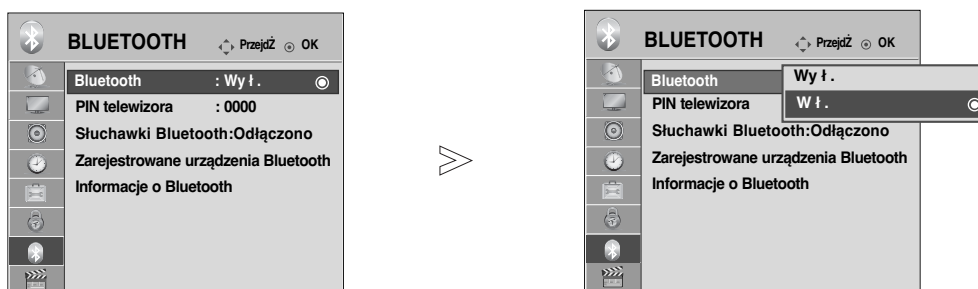 BLUETOOTH PrzejdŹ OK
Bluetooth : Wy ł .
PIN telewizora : 0000
Słuchawki Bluetooth:Odłączono
Zarejestrowane urządzenia Bluetooth
Informacje o Bluetooth
BLUETOOTH PrzejdŹ OK
Bluetooth Wy ł .
PIN telewizora W ł .
Słuchawki Bluetooth:Odłączono
Zarejestrowane urządzenia Bluetooth
Informacje o Bluetooth